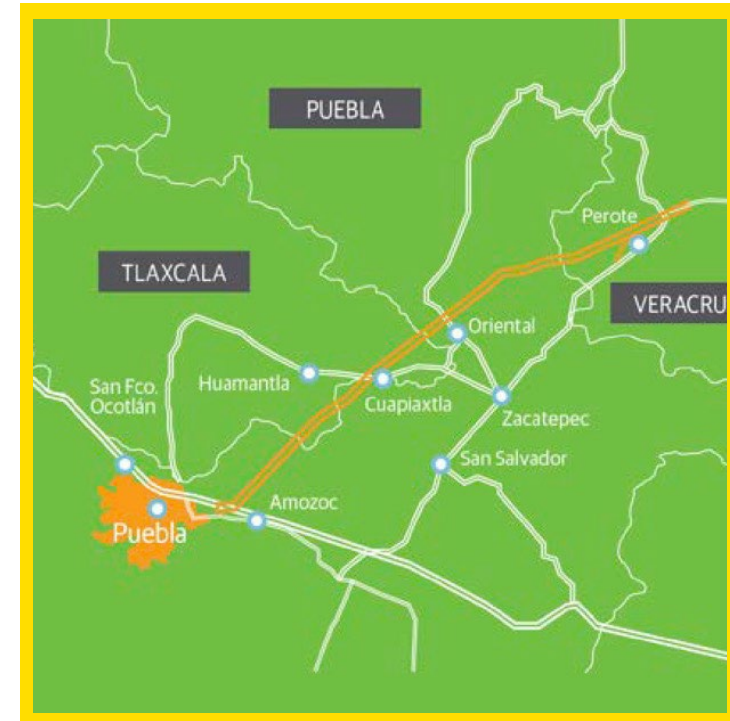 PUEBLA
Perote
TLAXCALA
VERACRU
Oriental
San Fco.
Ocotlán
Huamantla
Cuapiaxtla
Zacatepec
San Salvador
Amozoc
Puebla